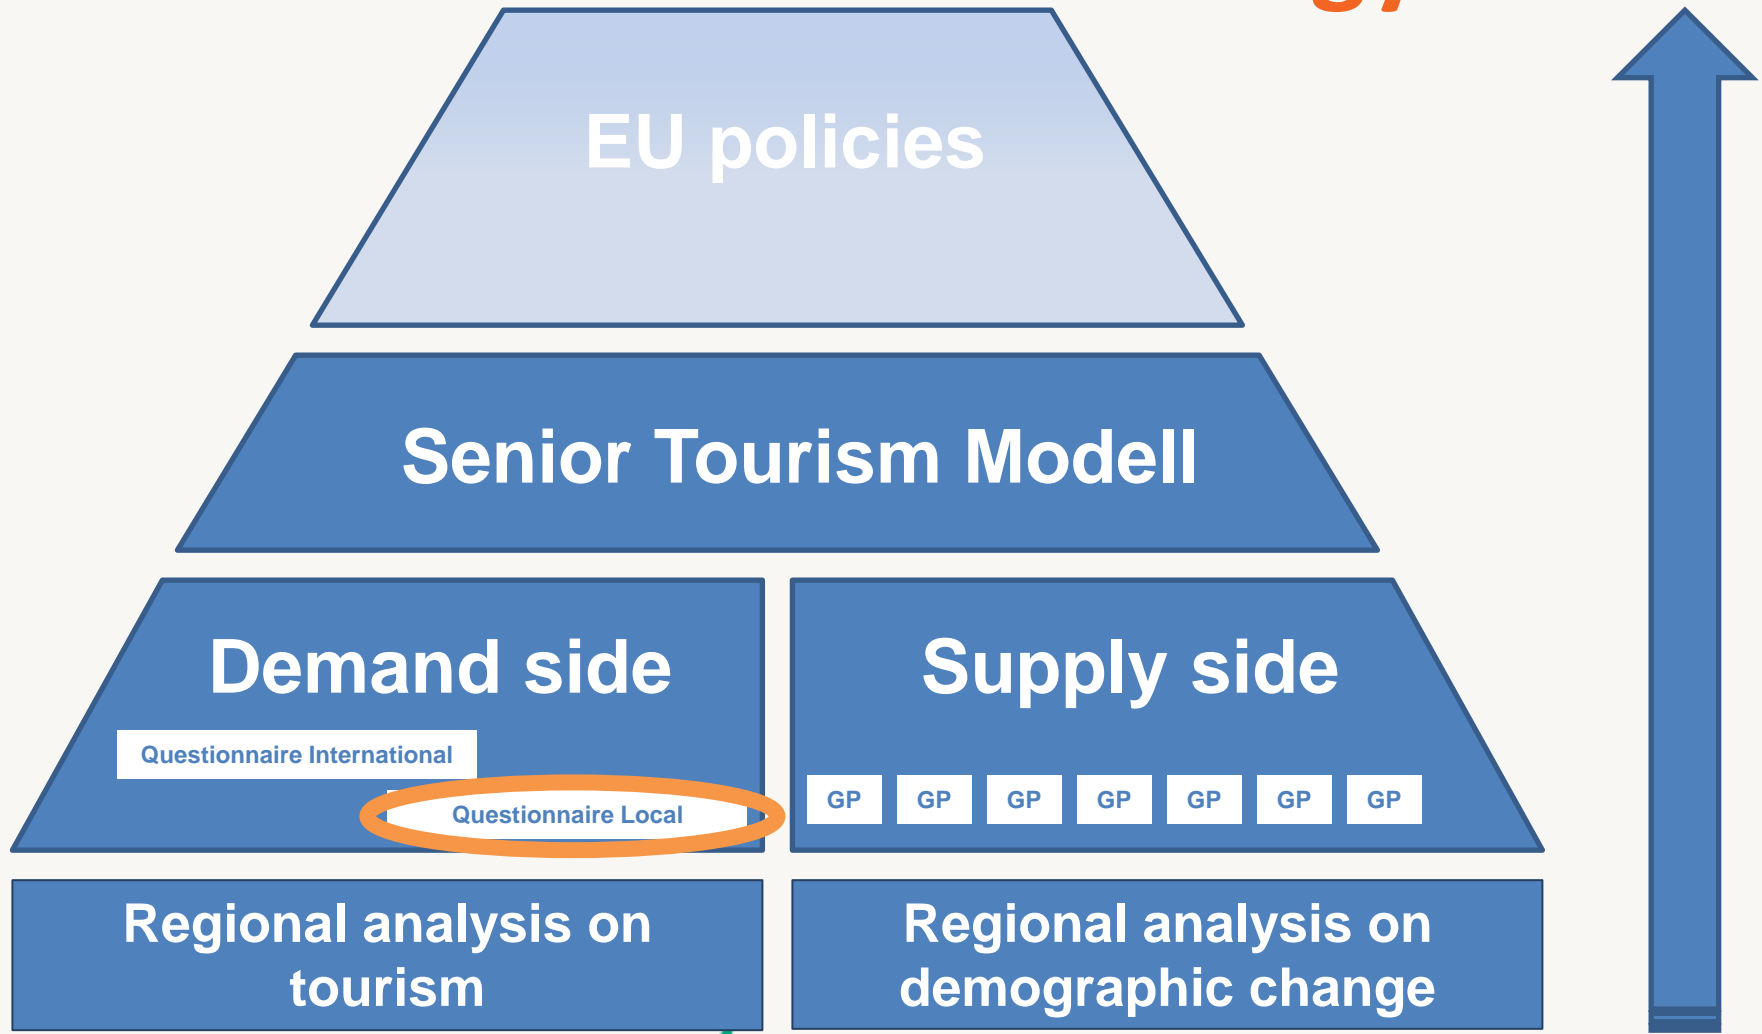 EU policies
Senior Tourism Modell
Demand side
Questionnaire International
Questionnaire Local
Supply side
GP GP GP GP GP GP GP
Regional analysis on
tourism
Regional analysis on
demographic change